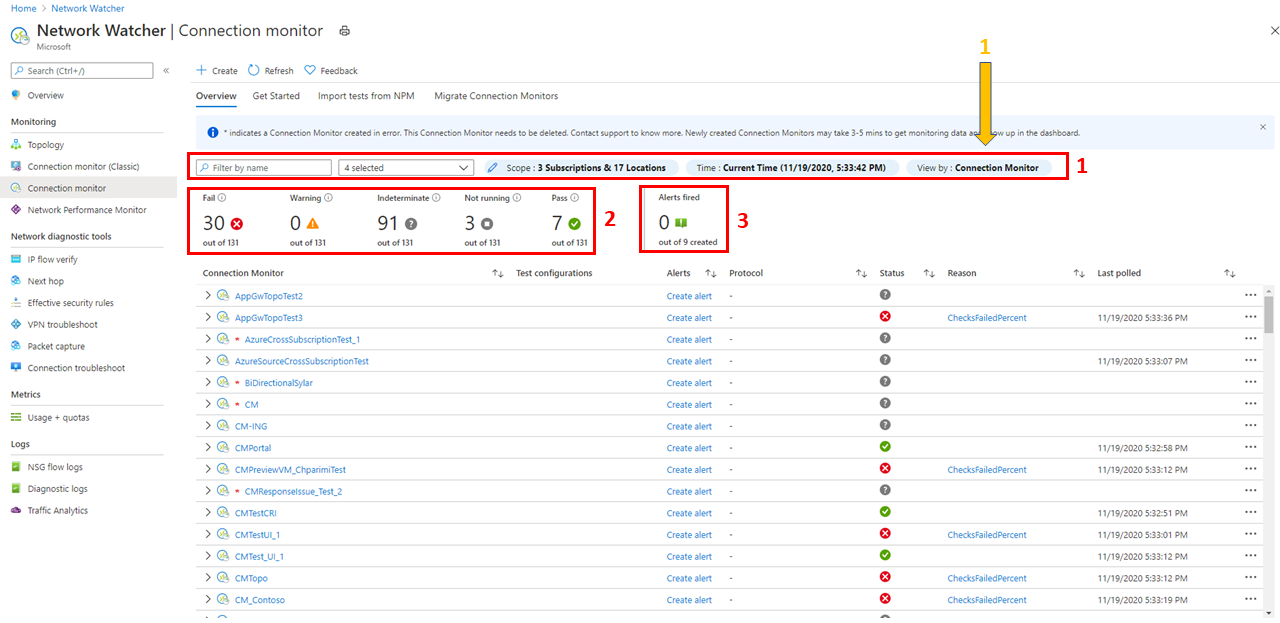 Home > Network Watcher
Network Watcher | Connection monitor
Microsoft
Search (Ctrl+/)
«
Overview
Monitoring
Topology
Connection monitor (Classic)
Connection monitor
Network Performance Monitor
Network diagnostic tools
IP flow verify
Next hop
Effective security rules
VPN troubleshoot
Packet capture
Connection troubleshoot
Metrics
Usage + quotas
Logs
NSG flow logs
Diagnostic logs
Traffic Analytics
Create Refresh Feedback
1
Overview Get Started Import tests from NPM Migrate Connection Monitors
* indicates a Connection Monitor created in error. This Connection Monitor needs to be deleted. Contact support to know more. Newly created Connection Monitors may take 3-5 mins to get monitoring data and show up in the dashboard.
Filter by name 4 selected Scope : 3 Subscriptions & 17 Locations Time : Current Time (11/19/2020, 5:33:42 PM) View by : Connection Monitor 1
Fail Warning Indeterminate Not running Pass Alerts fired
30 0 91 3 7 2 0 3
out of 131 out of 131 out of 131 out of 131 out of 131 out of 9 created
Connection Monitor Test configurations Alerts Protocol Status Reason Last polled
AppGwTopoTest2 Create alert -
AppGwTopoTest3 Create alert - ChecksFailedPercent 11/19/2020 5:33:36 PM
* AzureCrossSubscriptionTest_1 Create alert -
AzureSourceCrossSubscriptionTest Create alert - 11/19/2020 5:33:07 PM
* BiDirectionalSylar Create alert -
* CM Create alert -
CM-ING Create alert -
CMPortal Create alert - 11/19/2020 5:32:58 PM
CMPreviewVM_ChparimiTest Create alert - ChecksFailedPercent 11/19/2020 5:33:12 PM
* CMResponseIssue_Test_2 Create alert -
CMTestCRI Create alert - 11/19/2020 5:32:51 PM
CMTestUI_1 Create alert - ChecksFailedPercent 11/19/2020 5:33:01 PM
CMTest_UI_1 Create alert - 11/19/2020 5:33:12 PM
CMTopo Create alert - ChecksFailedPercent 11/19/2020 5:33:12 PM
CM_Contoso Create alert - ChecksFailedPercent 11/19/2020 5:33:19 PM